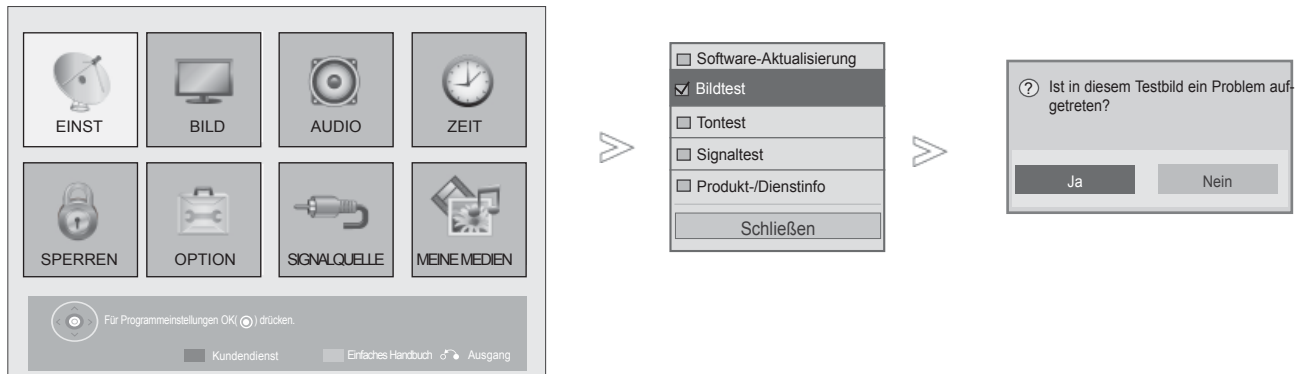 EINST
BILD
AUDIO
ZEIT
SPERREN
OPTION
SIGNALQUELLE
MEINE MEDIEN
Für Programmeinstellungen OK( ) drücken.
Kundendienst
Einfaches Handbuch
Ausgang
Software-Aktualisierung
Bildtest
Tontest
Signaltest
Produkt-/Dienstinfo
Schließen
? Ist in diesem Testbild ein Problem auf-
getreten?
Ja
Nein